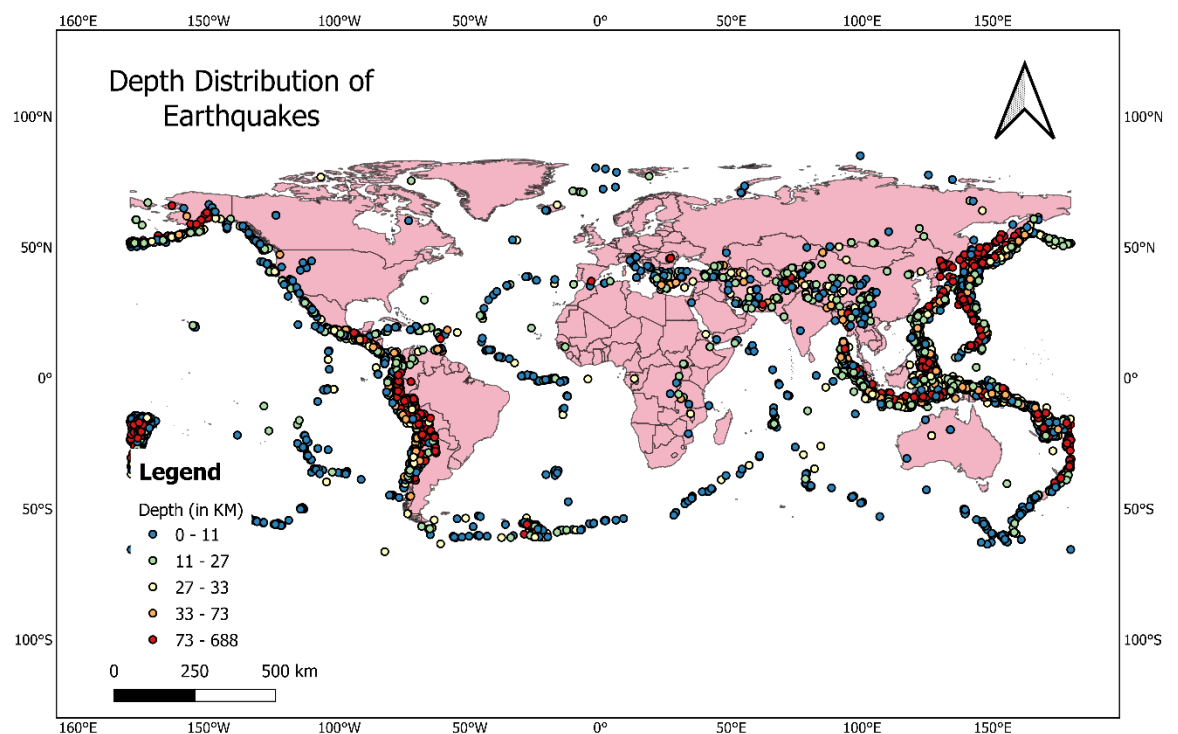 160°E 150°W 100°W 50°W 0° 50°E 100°E 150°E
Depth Distribution of
Earthquakes
100°N 100°N
50°N 50°N
0° 0°
50°S 50°S
100°S 100°S
Legend
Depth (in KM)
0 - 11
11 - 27
27 - 33
33 - 73
73 - 688
0 250 500 km
160°E 150°W 100°W 50°W 0° 50°E 100°E 150°E